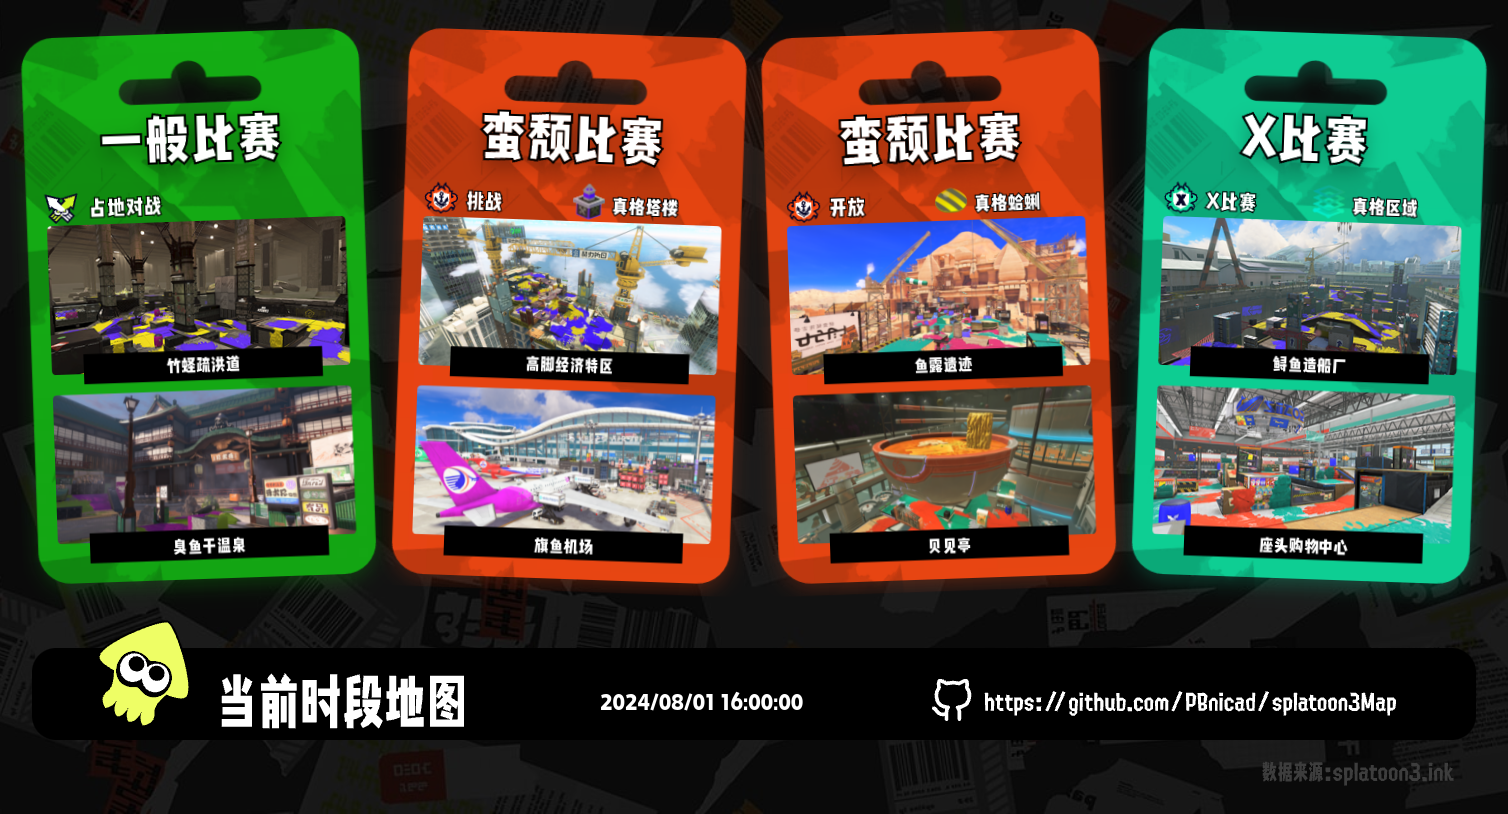 一般比赛
占地对战
竹蛏疏洪道
臭鱼干温泉
蛮颓比赛
挑战
真格塔楼
高脚经济特区
旗鱼机场
蛮颓比赛
开放
真格蛤蜊
鱼露遗迹
贝见亭
X比赛
X比赛
真格区域
鲟鱼造船厂
座头购物中心
当前时段地图
2024/08/01 16:00:00
https://github.com/PBnicad/splatoon3Map
数据来源:splatoon3.ink